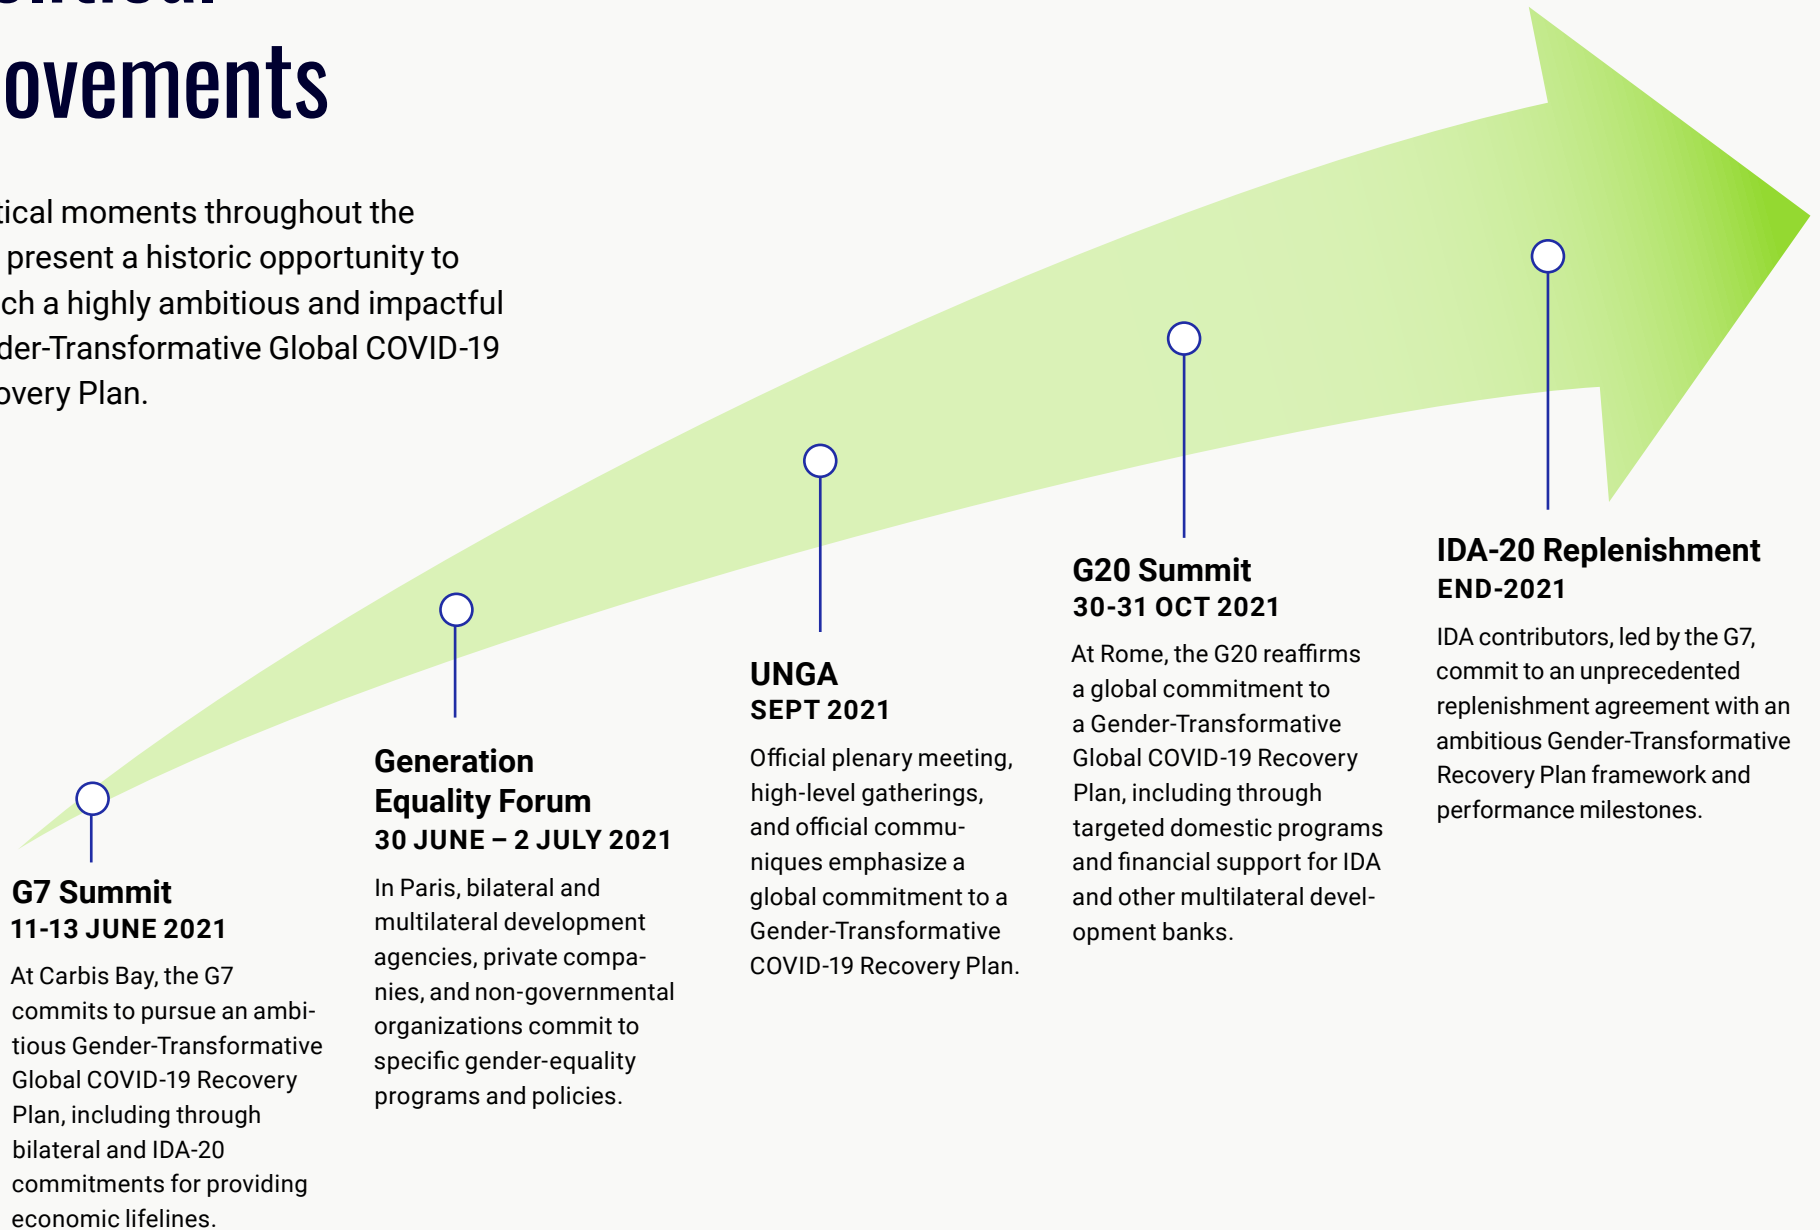 ovements
tical moments throughout the
present a historic opportunity to
ch a highly ambitious and impactful
der-Transformative Global COVID-19
overy Plan.
G7 Summit
11-13 JUNE 2021
At Carbis Bay, the G7
commits to pursue an ambi-
tious Gender-Transformative
Global COVID-19 Recovery
Plan, including through
bilateral and IDA-20
commitments for providing
economic lifelines.
Generation
Equality Forum
30 JUNE – 2 JULY 2021
In Paris, bilateral and
multilateral development
agencies, private compa-
nies, and non-governmental
organizations commit to
specific gender-equality
programs and policies.
UNGA
SEPT 2021
Official plenary meeting,
high-level gatherings,
and official commu-
niques emphasize a
global commitment to a
Gender-Transformative
COVID-19 Recovery Plan.
G20 Summit
30-31 OCT 2021
At Rome, the G20 reaffirms
a global commitment to
a Gender-Transformative
Global COVID-19 Recovery
Plan, including through
targeted domestic programs
and financial support for IDA
and other multilateral devel-
opment banks.
IDA-20 Replenishment
END-2021
IDA contributors, led by the G7,
commit to an unprecedented
replenishment agreement with an
ambitious Gender-Transformative
Recovery Plan framework and
performance milestones.